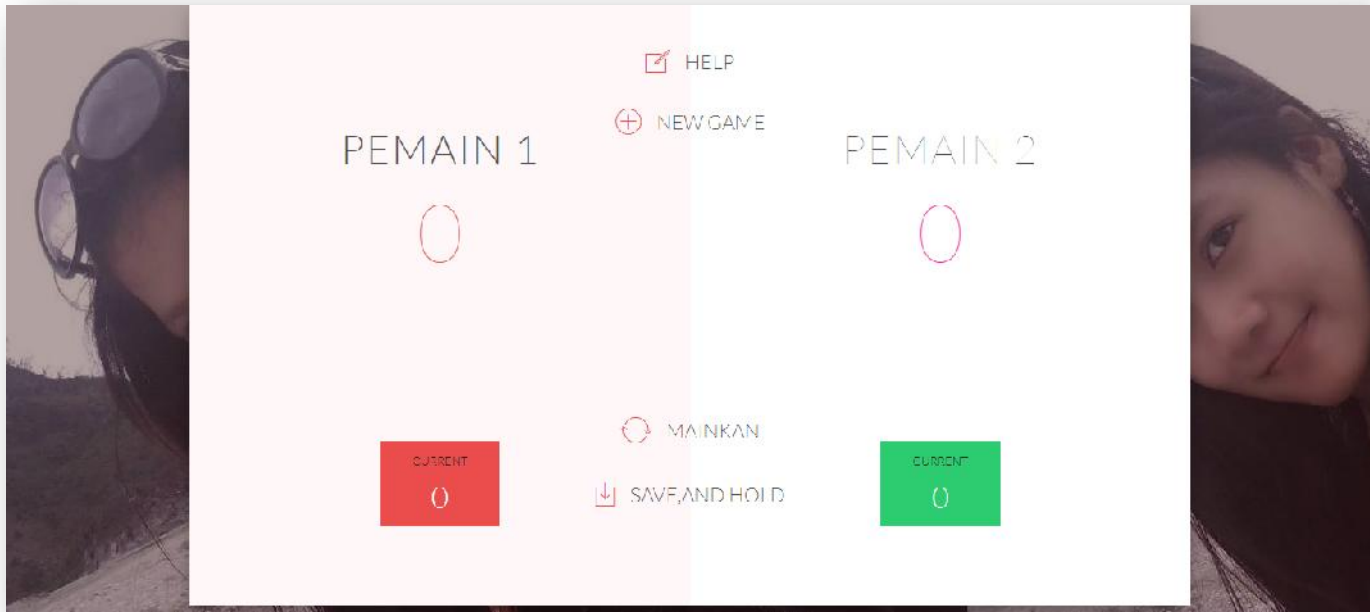 HELP
NEW GAME
PEMAIN 1
0
PEMAIN 2
0
MAINKAN
SAVE,AND HOLD
CURRENT
0
CURRENT
0